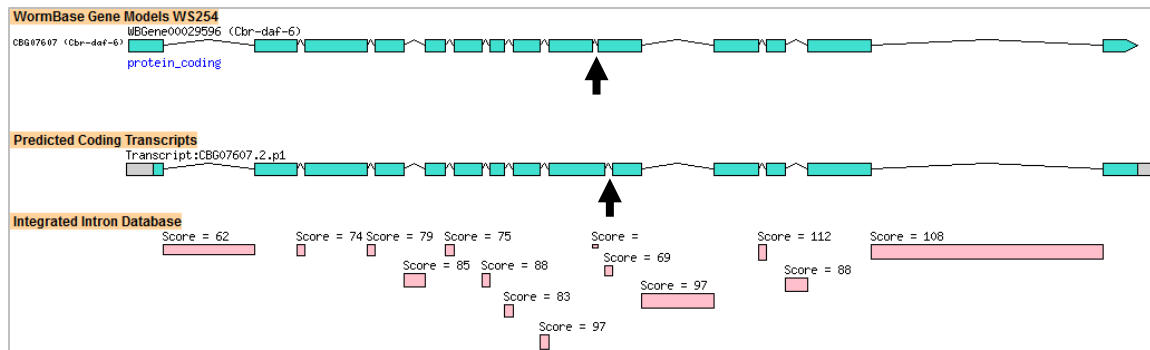 WormBase Gene Models WS254
WBGene00029596 (Cbr-daf-6)
CBG07607 (Cbr-daf-6)
protein_coding
Predicted Coding Transcripts
Transcript:CBG07607.2.p1
Integrated Intron Database
Score = 62
Score = 74
Score = 79
Score = 75
Score =
Score = 112
Score = 108
Score = 85
Score = 88
Score = 69
Score = 88
Score = 83
Score = 97
Score = 97